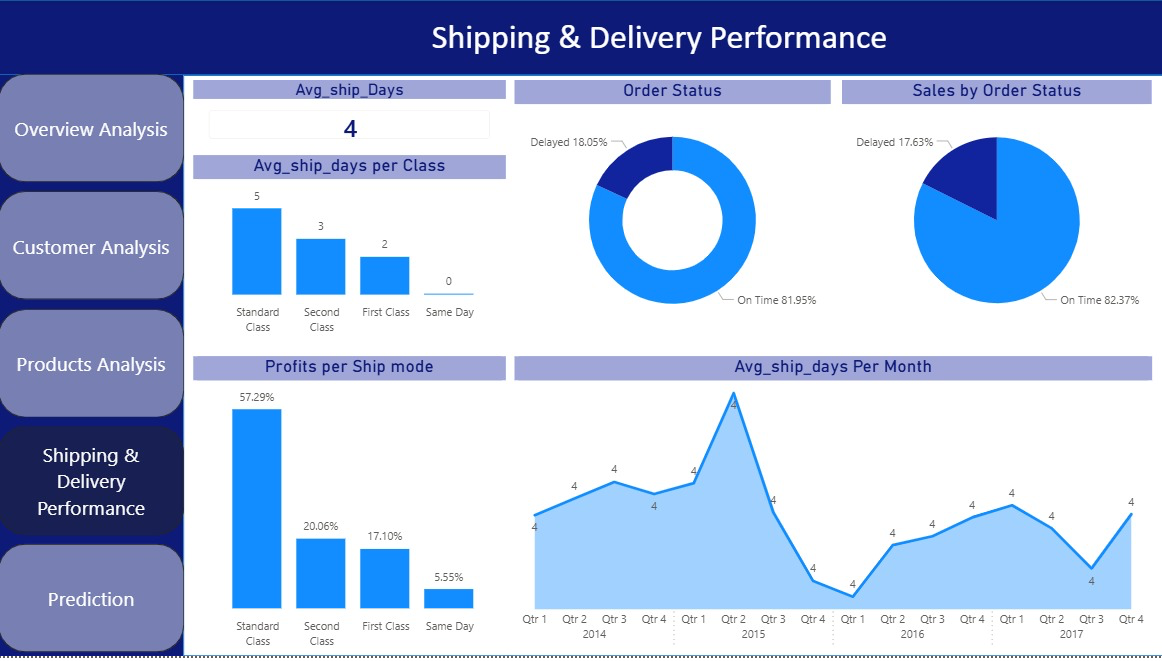 Shipping & Delivery Performance
Overview Analysis
Customer Analysis
Products Analysis
Shipping &
Delivery
Performance
Prediction
Avg_ship_Days
4
Avg_ship_days per Class
5
3
2
0
Standard
Class
Second
Class
First Class
Same Day
Order Status
Delayed 18.05%
On Time 81.95%
Sales by Order Status
Delayed 17.63%
On Time 82.37%
Profits per Ship mode
57.29%
20.06%
17.10%
5.55%
Standard
Class
Second
Class
First Class
Same Day
Avg_ship_days Per Month
4 4 4 4 4 4 4 4 4 4 4 4 4 4 4 4
Qtr 1 Qtr 2 Qtr 3 Qtr 4 Qtr 1 Qtr 2 Qtr 3 Qtr 4 Qtr 1 Qtr 2 Qtr 3 Qtr 4 Qtr 1 Qtr 2 Qtr 3 Qtr 4
2014 2015 2016 2017